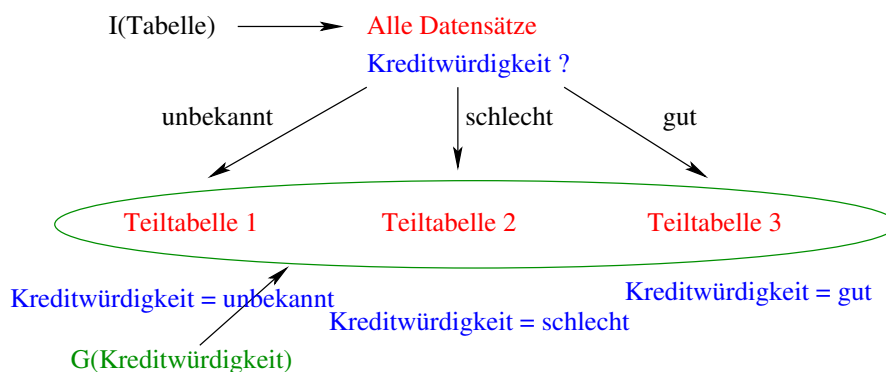 I(Tabelle) Alle Datensätze
Kreditwürdigkeit ?
unbekannt schlecht gut
Teiltabelle 1 Teiltabelle 2 Teiltabelle 3
Kreditwürdigkeit = unbekannt Kreditwürdigkeit = schlecht Kreditwürdigkeit = gut
G(Kreditwürdigkeit)